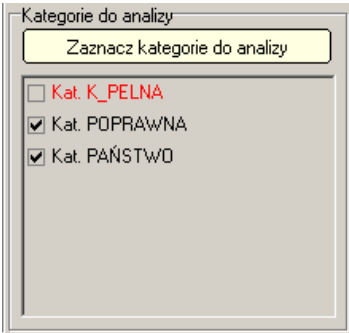 Kategorie do analizy
Zaznacz kategorie do analizy
Kat. K_PELNA
Kat. POPRAWNA
Kat. PAŃSTWO